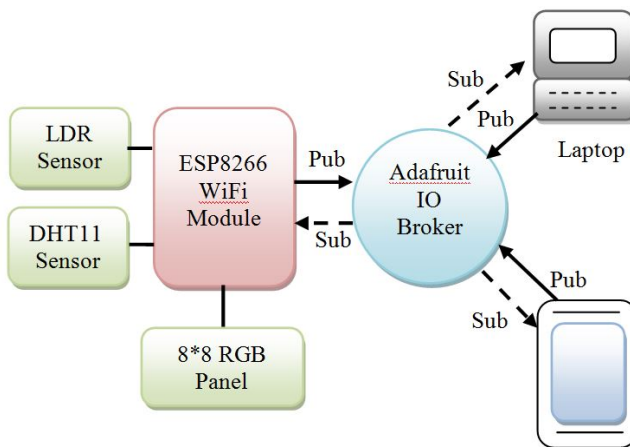 LDR
Sensor
DHT11
Sensor
ESP8266
WiFi
Module
8*8 RGB
Panel
Pub
Sub
Adafruit
IO
Broker
Sub
Pub
Laptop
Pub
Sub